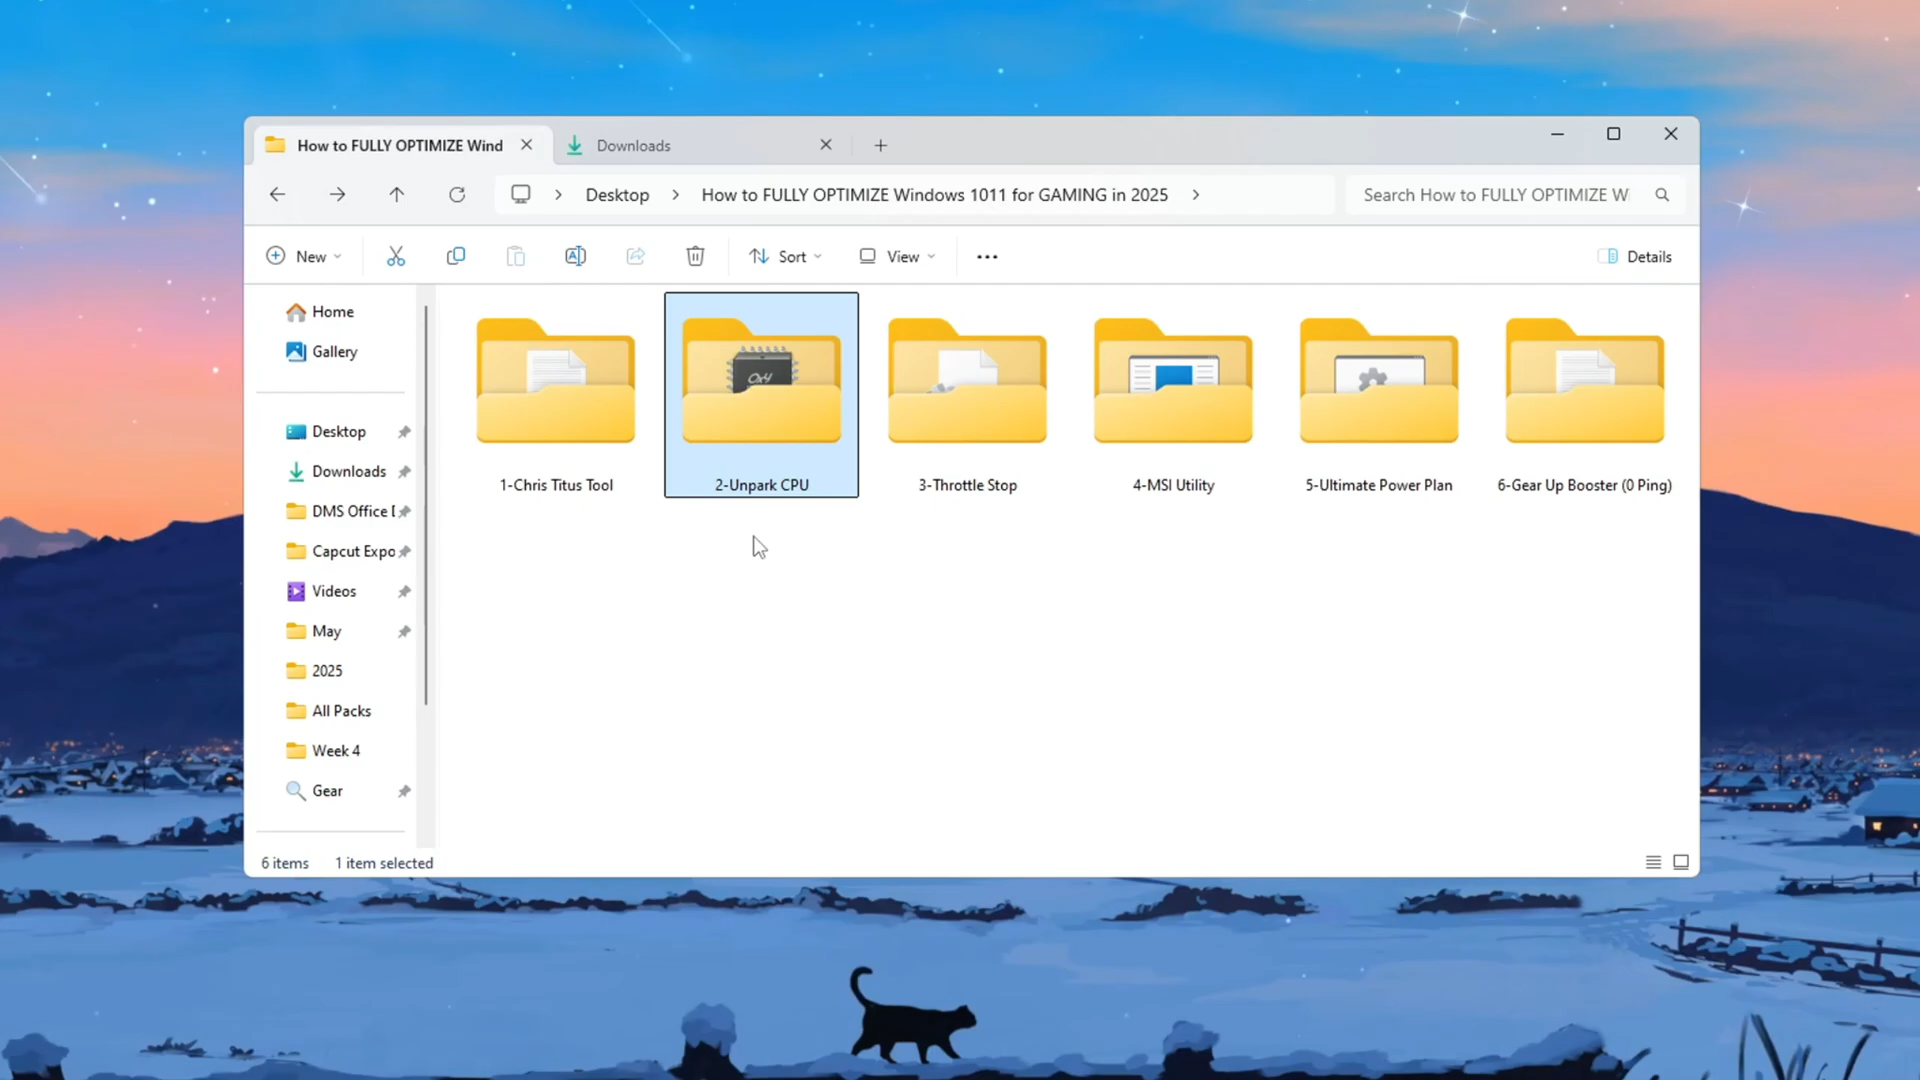 How to FULLY OPTIMIZE Wind
Downloads
Desktop
How to FULLY OPTIMIZE Windows 1011 for GAMING in 2025
Search How to FULLY OPTIMIZE W
New
Sort
View
Details
Home
Gallery
Desktop
Downloads
DMS Office
Capcut Expo
Videos
May
2025
All Packs
Week 4
Gear
0x4
1-Chris Titus Tool
2-Unpark CPU
3-Throttle Stop
4-MSI Utility
5-Ultimate Power Plan
6-Gear Up Booster (0 Ping)
6 items
1 item selected